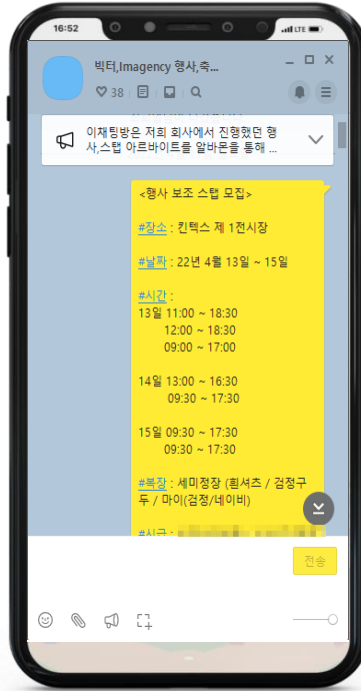 16:52
LTE
빅터,Imagency 행사,축...
38
이채팅방은 저희 회사에서 진행했던 행
사,스탭 아르바이트를 알바몬을 통해 ...
<행사 보조 스탭 모집>
#장소 : 킨텍스 제 1전시장
#날짜 : 22년 4월 13일 ~ 15일
#시간 :
13일 11:00 ~ 18:30
12:00 ~ 18:30
09:00 ~ 17:00
14일 13:00 ~ 16:30
09:30 ~ 17:30
15일 09:30 ~ 17:30
09:30 ~ 17:30
#복장 : 세미정장 (흰셔츠 / 검정구
두 / 마이(검정/네이비)
#시급 :
전송